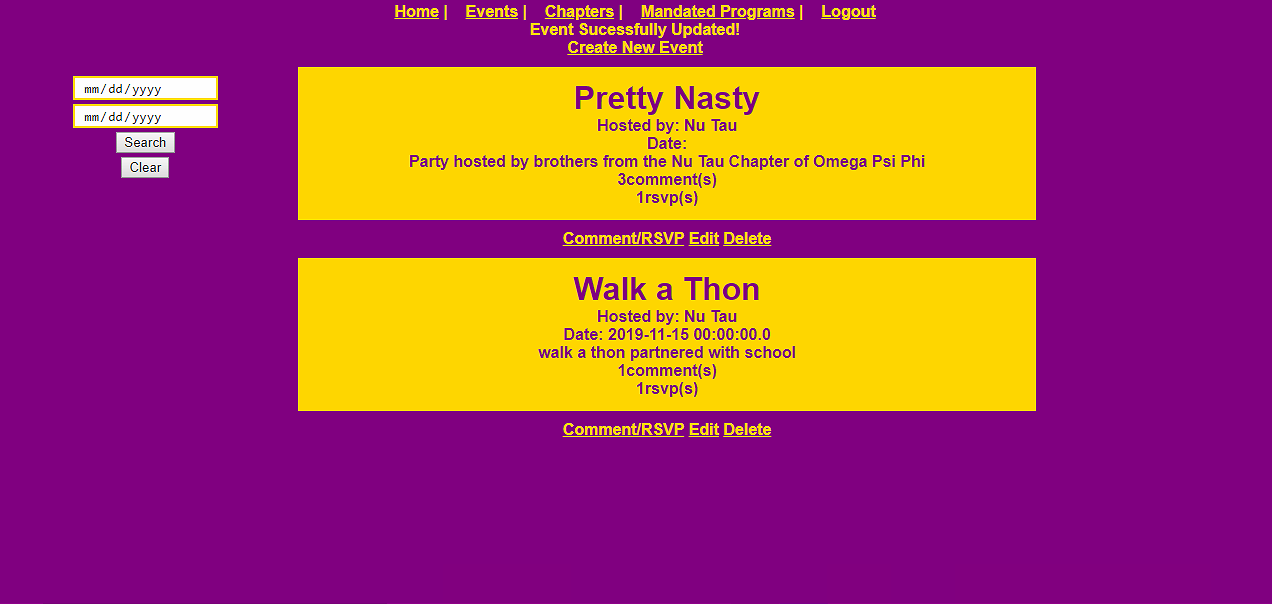 Home | Events | Chapters | Mandated Programs | Logout
Event Sucessfully Updated!
Create New Event
mm/dd/yyyy
mm/dd/yyyy
Search
Clear
Pretty Nasty
Hosted by: Nu Tau
Date:
Party hosted by brothers from the Nu Tau Chapter of Omega Psi Phi
3comment(s)
1rsvp(s)
Comment/RSVP Edit Delete
Walk a Thon
Hosted by: Nu Tau
Date: 2019-11-15 00:00:00.0
walk a thon partnered with school
1comment(s)
1rsvp(s)
Comment/RSVP Edit Delete